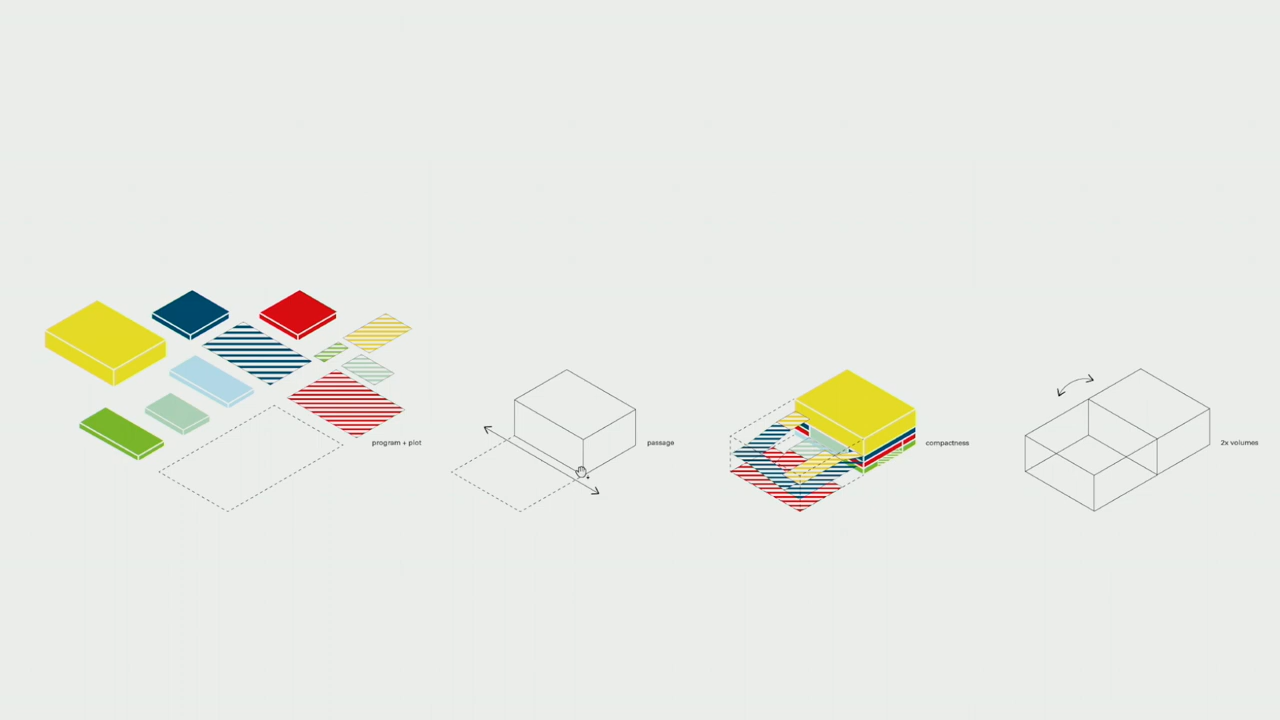 program + plot
passage
compactness
2x volumes